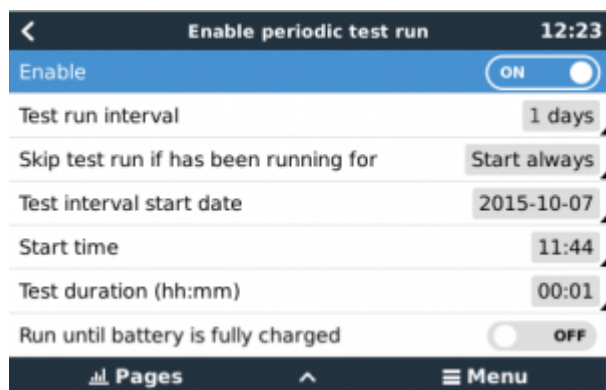 Enable periodic test run 12:23
Enable ON
Test run interval 1 days
Skip test run if has been running for Start always
Test interval start date 2015-10-07
Start time 11:44
Test duration (hh:mm) 00:01
Run until battery is fully charged OFF
Pages Menu